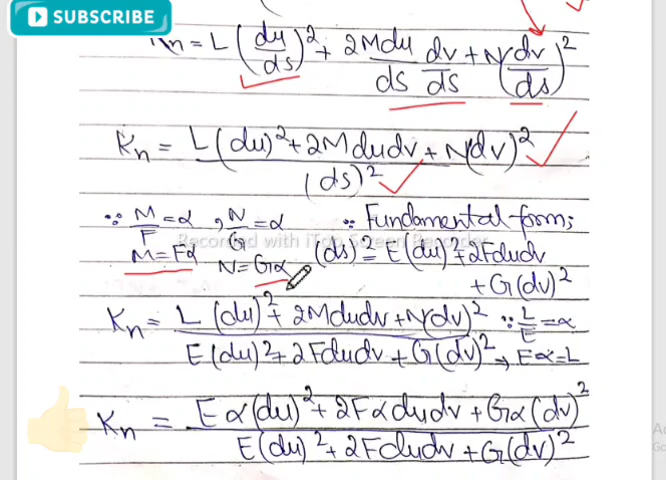 SUBSCRIBE
Kn = L (du/ds)² + 2Mdu/ds dv/ds + N(dv/ds)²
Kn = L(du)² + 2M dudv + N(dv)² / (ds)²
∵ M/F = α , N/G = α ∵ Fundamental form;
Recorded with iTop Screen Recorder
M = Fα N = Gα (ds)² = E(du)² + 2Fdudv
+ G(dv)²
Kn = L (du)² + 2Mdudv + N(dv)² / E(du)² + 2Fdudv + G(dv)² ∵ L/E = α
, Eα = L
Kn = Eα(du)² + 2Fαdudv + Gα(dv)² / E(du)² + 2Fdudv + G(dv)²